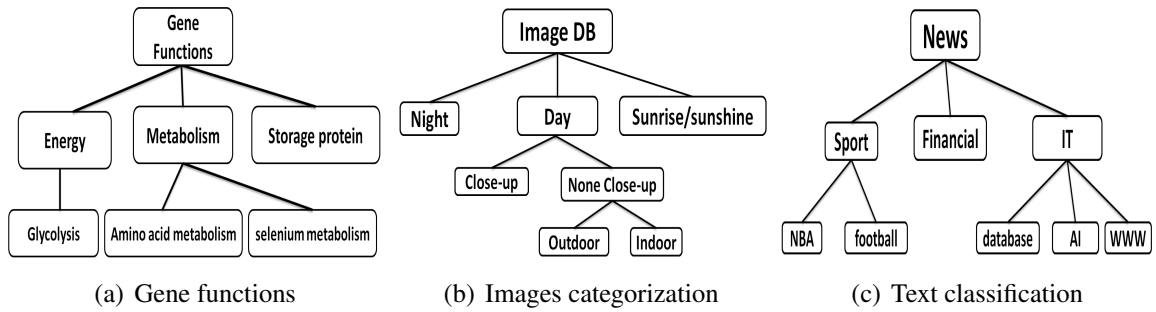 Gene
Functions
Energy
Metabolism
Storage protein
Glycolysis
Amino acid metabolism
selenium metabolism
(a) Gene functions
Image DB
Night
Day
Sunrise/sunshine
Close-up
None Close-up
Outdoor
Indoor
(b) Images categorization
News
Sport
Financial
IT
NBA
football
database
AI
WWW
(c) Text classification